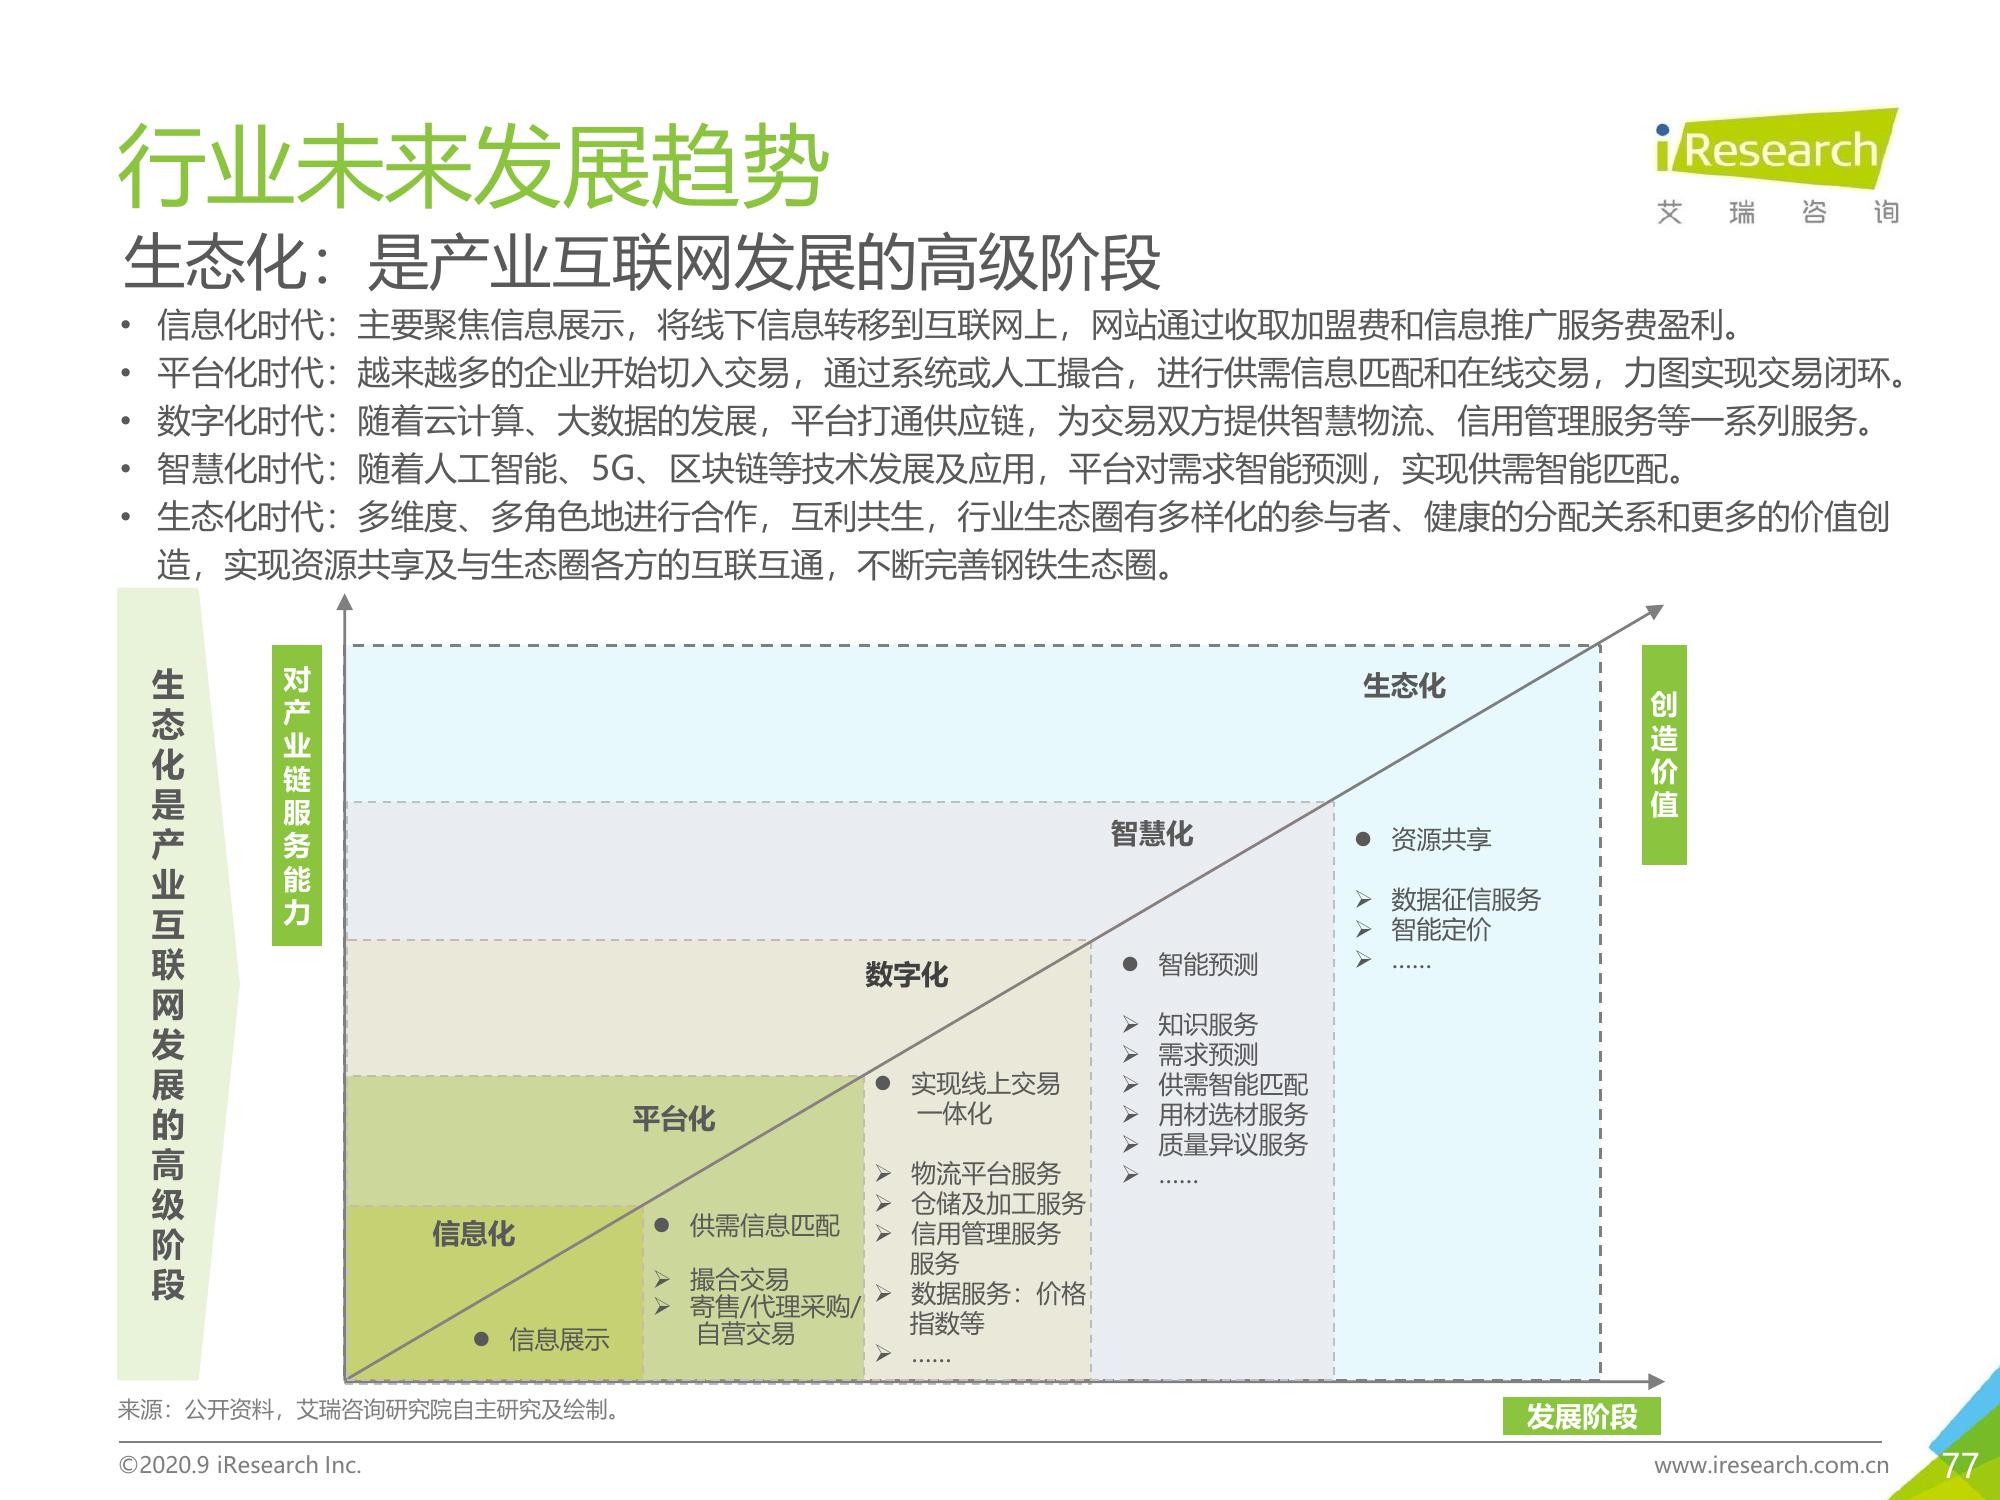 行业未来发展趋势
iResearch
艾瑞咨询
生态化：是产业互联网发展的高级阶段
• 信息化时代：主要聚焦信息展示，将线下信息转移到互联网上，网站通过收取加盟费和信息推广服务费盈利。
• 平台化时代：越来越多的企业开始切入交易，通过系统或人工撮合，进行供需信息匹配和在线交易，力图实现交易闭环。
• 数字化时代：随着云计算、大数据的发展，平台打通供应链，为交易双方提供智慧物流、信用管理服务等一系列服务。
• 智慧化时代：随着人工智能、5G、区块链等技术发展及应用，平台对需求智能预测，实现供需智能匹配。
• 生态化时代：多维度、多角色地进行合作，互利共生，行业生态圈有多样化的参与者、健康的分配关系和更多的价值创
造，实现资源共享及与生态圈各方的互联互通，不断完善钢铁生态圈。
生态化是产业互联网发展的高级阶段
对产业链服务能力
创造价值
生态化
● 资源共享
➢ 数据征信服务
➢ 智能定价
➢ ……
智慧化
● 智能预测
➢ 知识服务
➢ 需求预测
➢ 供需智能匹配
➢ 用材选材服务
➢ 质量异议服务
➢ ……
数字化
● 实现线上交易
一体化
➢ 物流平台服务
➢ 仓储及加工服务
➢ 信用管理服务
服务
➢ 数据服务：价格
指数等
➢ ……
平台化
● 供需信息匹配
➢ 撮合交易
➢ 寄售/代理采购/
自营交易
信息化
● 信息展示
发展阶段
来源：公开资料，艾瑞咨询研究院自主研究及绘制。
©2020.9 iResearch Inc.
www.iresearch.com.cn
77